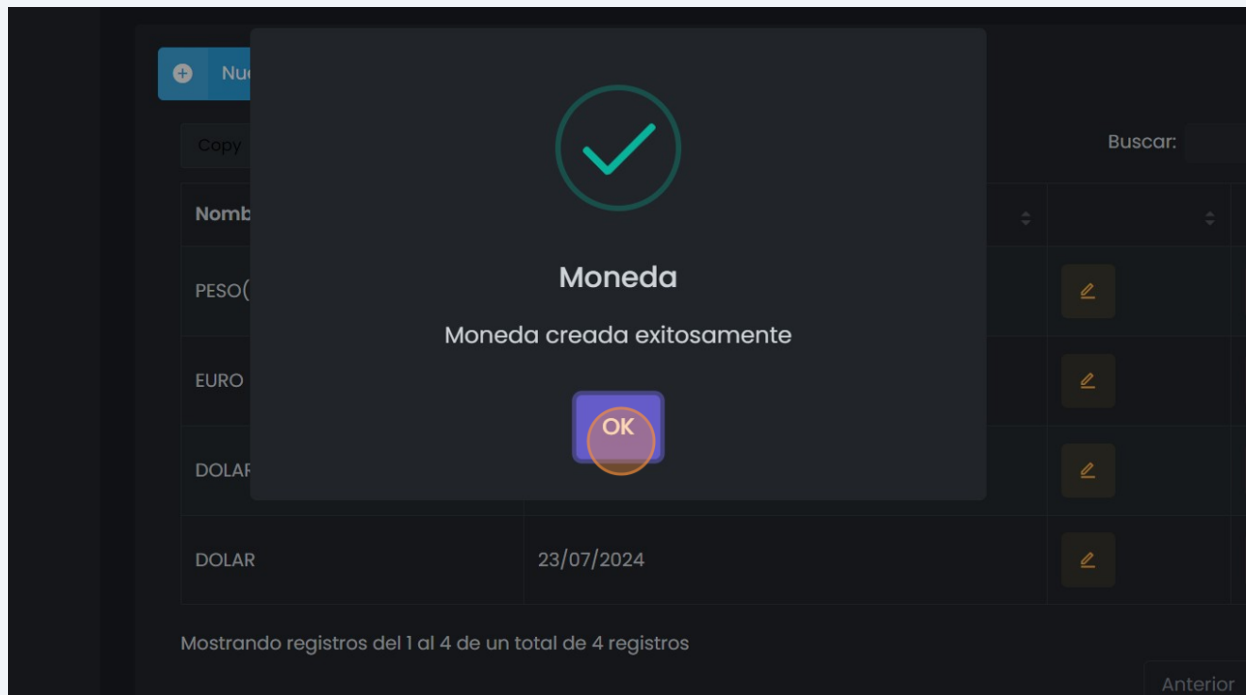 Nu
Copy
Buscar:
Nomb
PESO(
EURO
DOLAR
DOLAR 23/07/2024
Moneda
Moneda creada exitosamente
OK
Mostrando registros del 1 al 4 de un total de 4 registros
Anterior